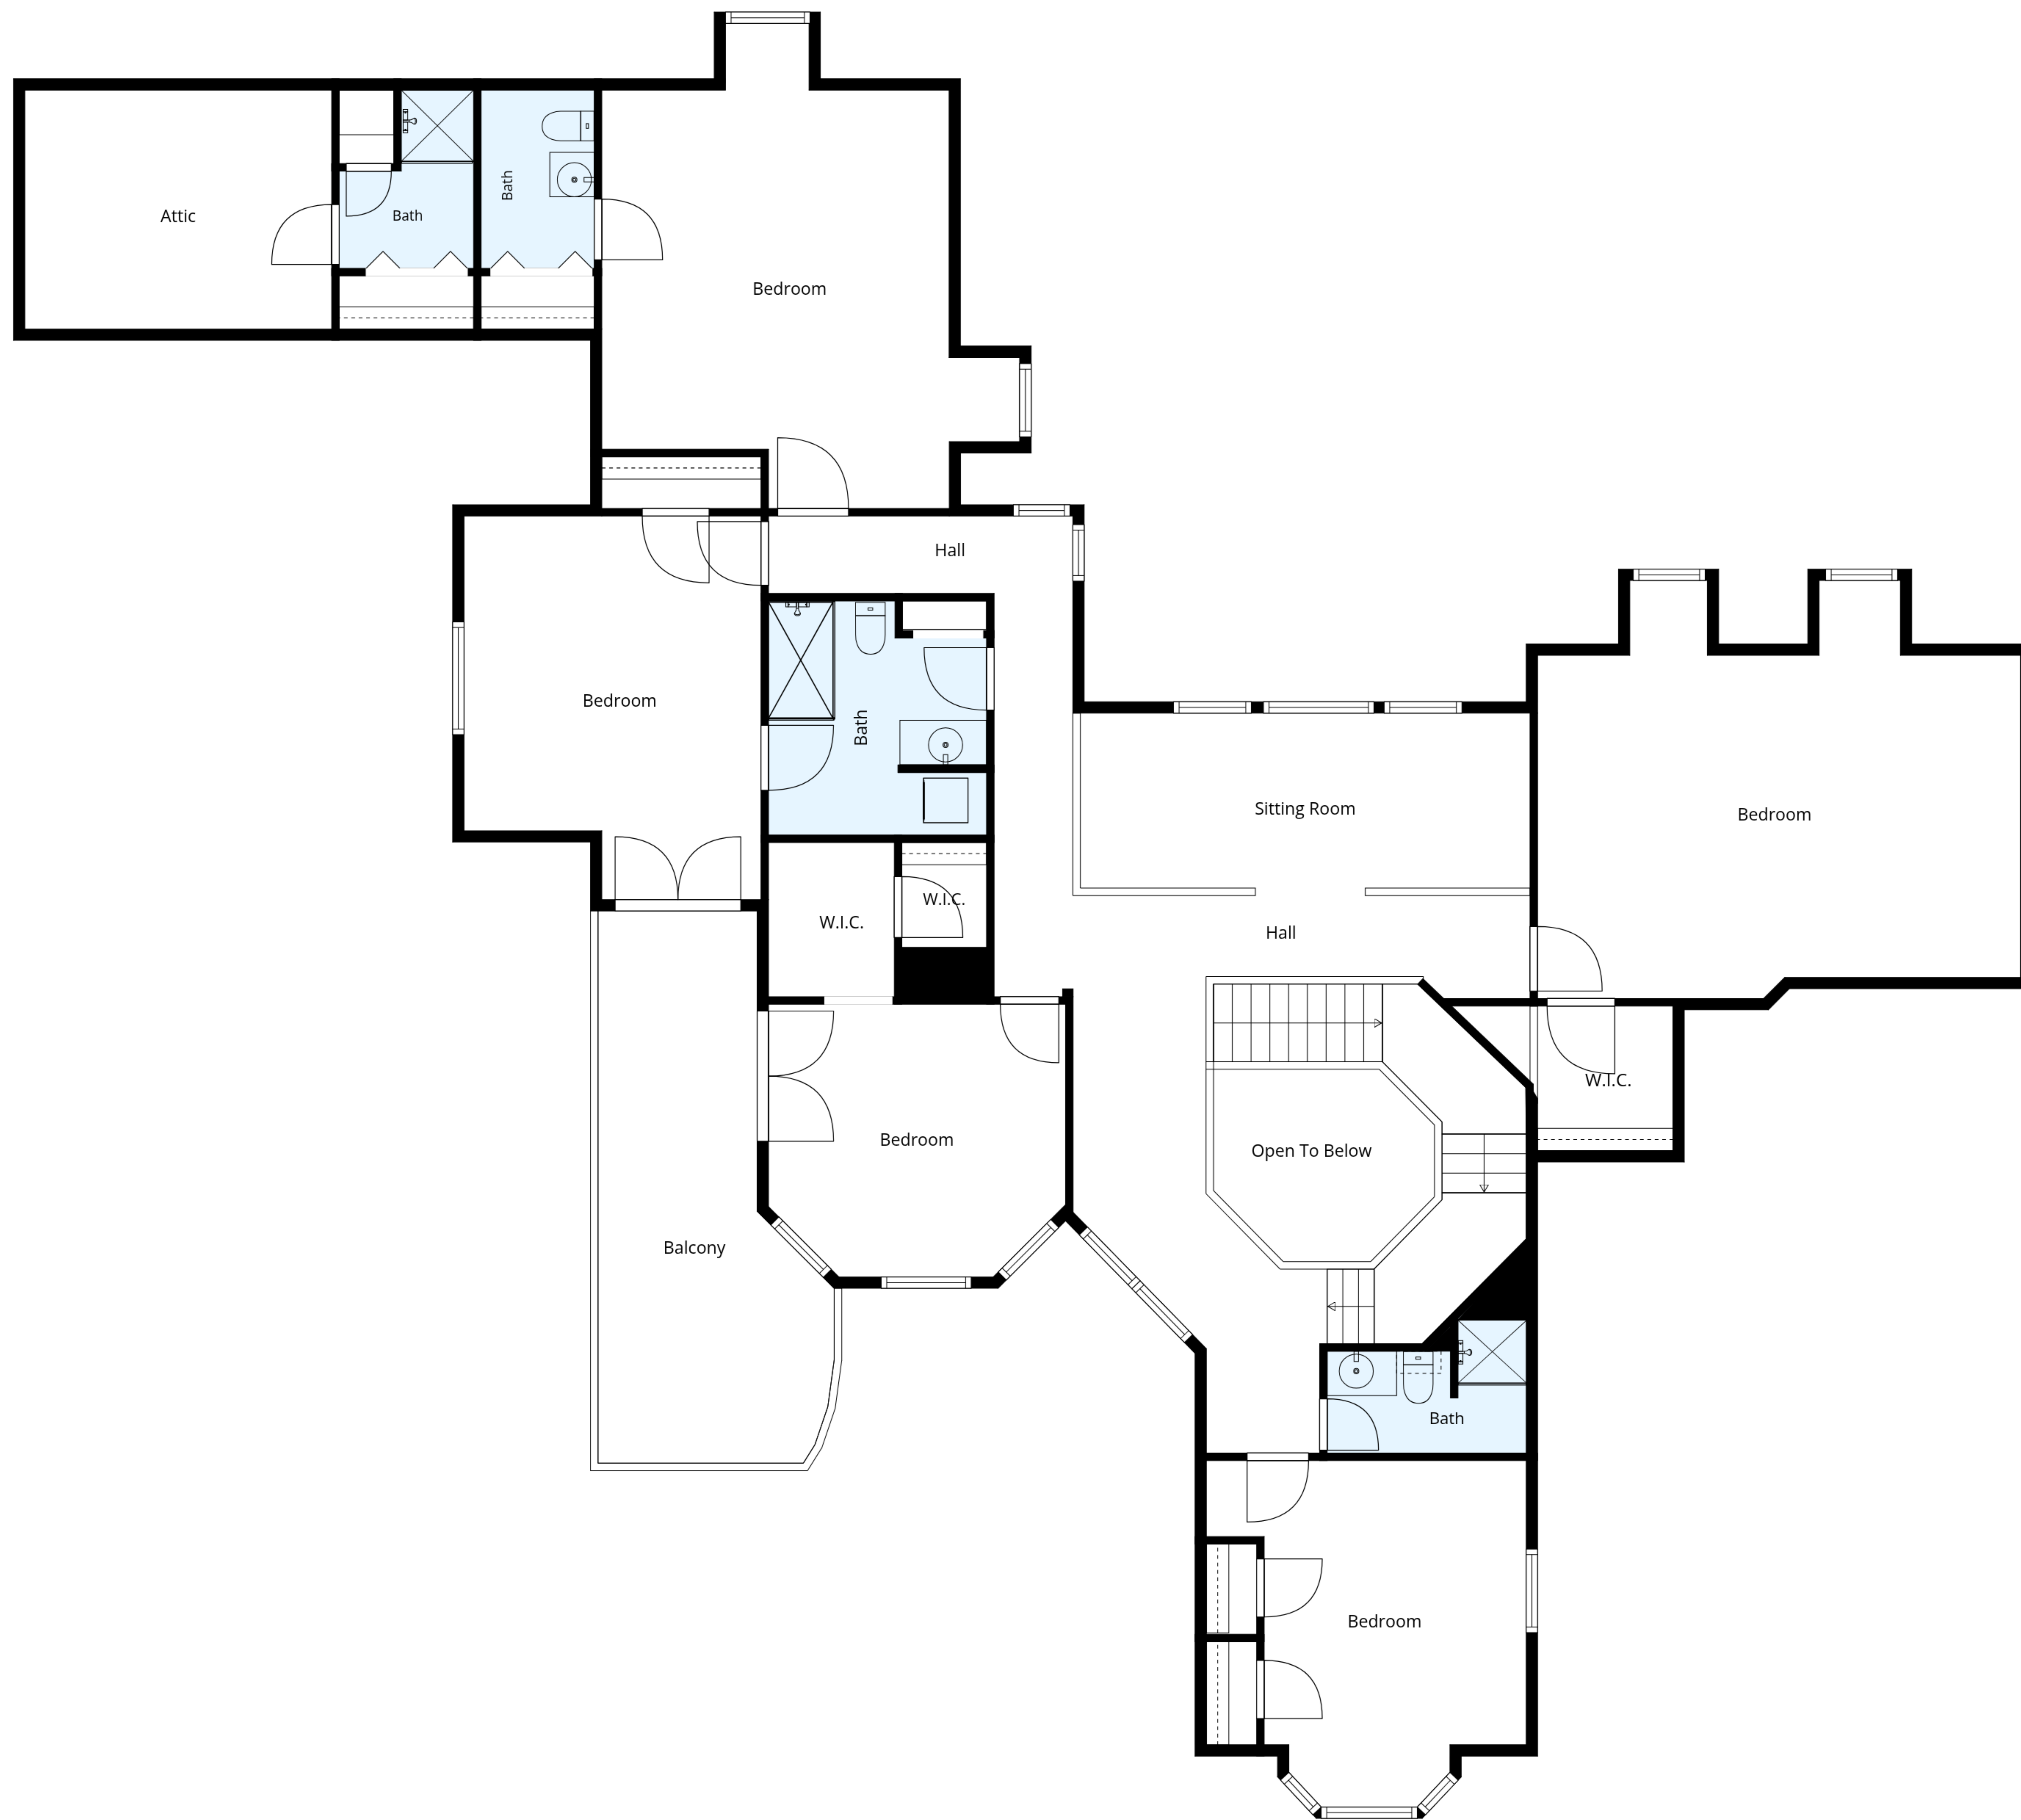 Attic
Bath
Bath
Bedroom
Hall
Bedroom
Bath
Sitting Room
Bedroom
W.I.C.
W.I.C.
Hall
W.I.C.
Bedroom
Open To Below
Balcony
Bath
Bedroom